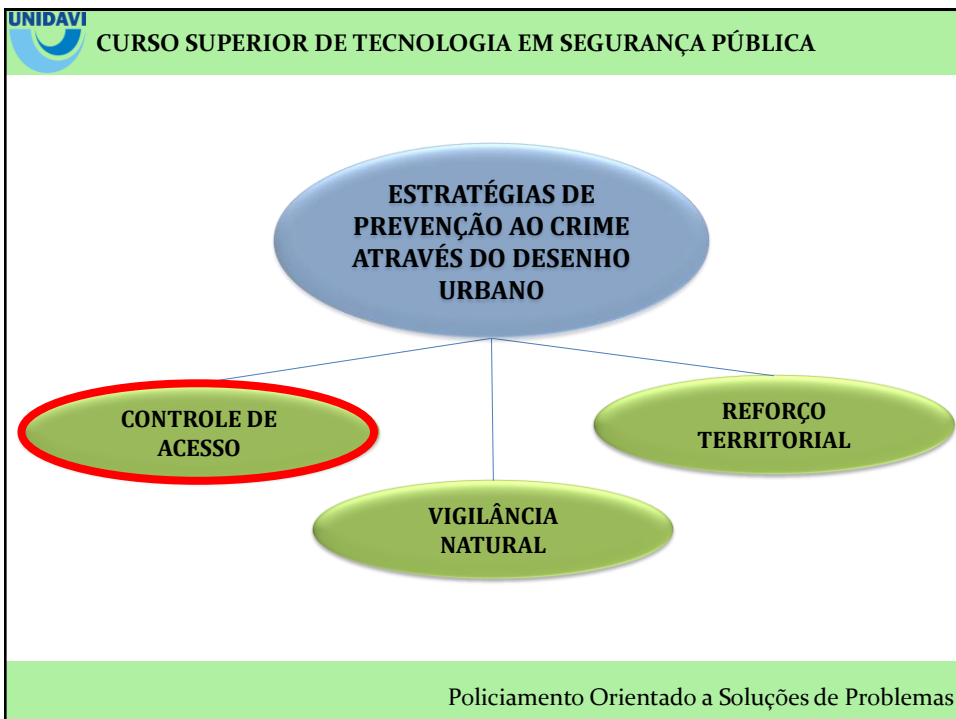 UNIDAVI
CURSO SUPERIOR DE TECNOLOGIA EM SEGURANÇA PÚBLICA
ESTRATÉGIAS DE
PREVENÇÃO AO CRIME
ATRAVÉS DO DESENHO
URBANO
CONTROLE DE
ACESSO
REFORÇO
TERRITORIAL
VIGILÂNCIA
NATURAL
Policiamento Orientado a Soluções de Problemas